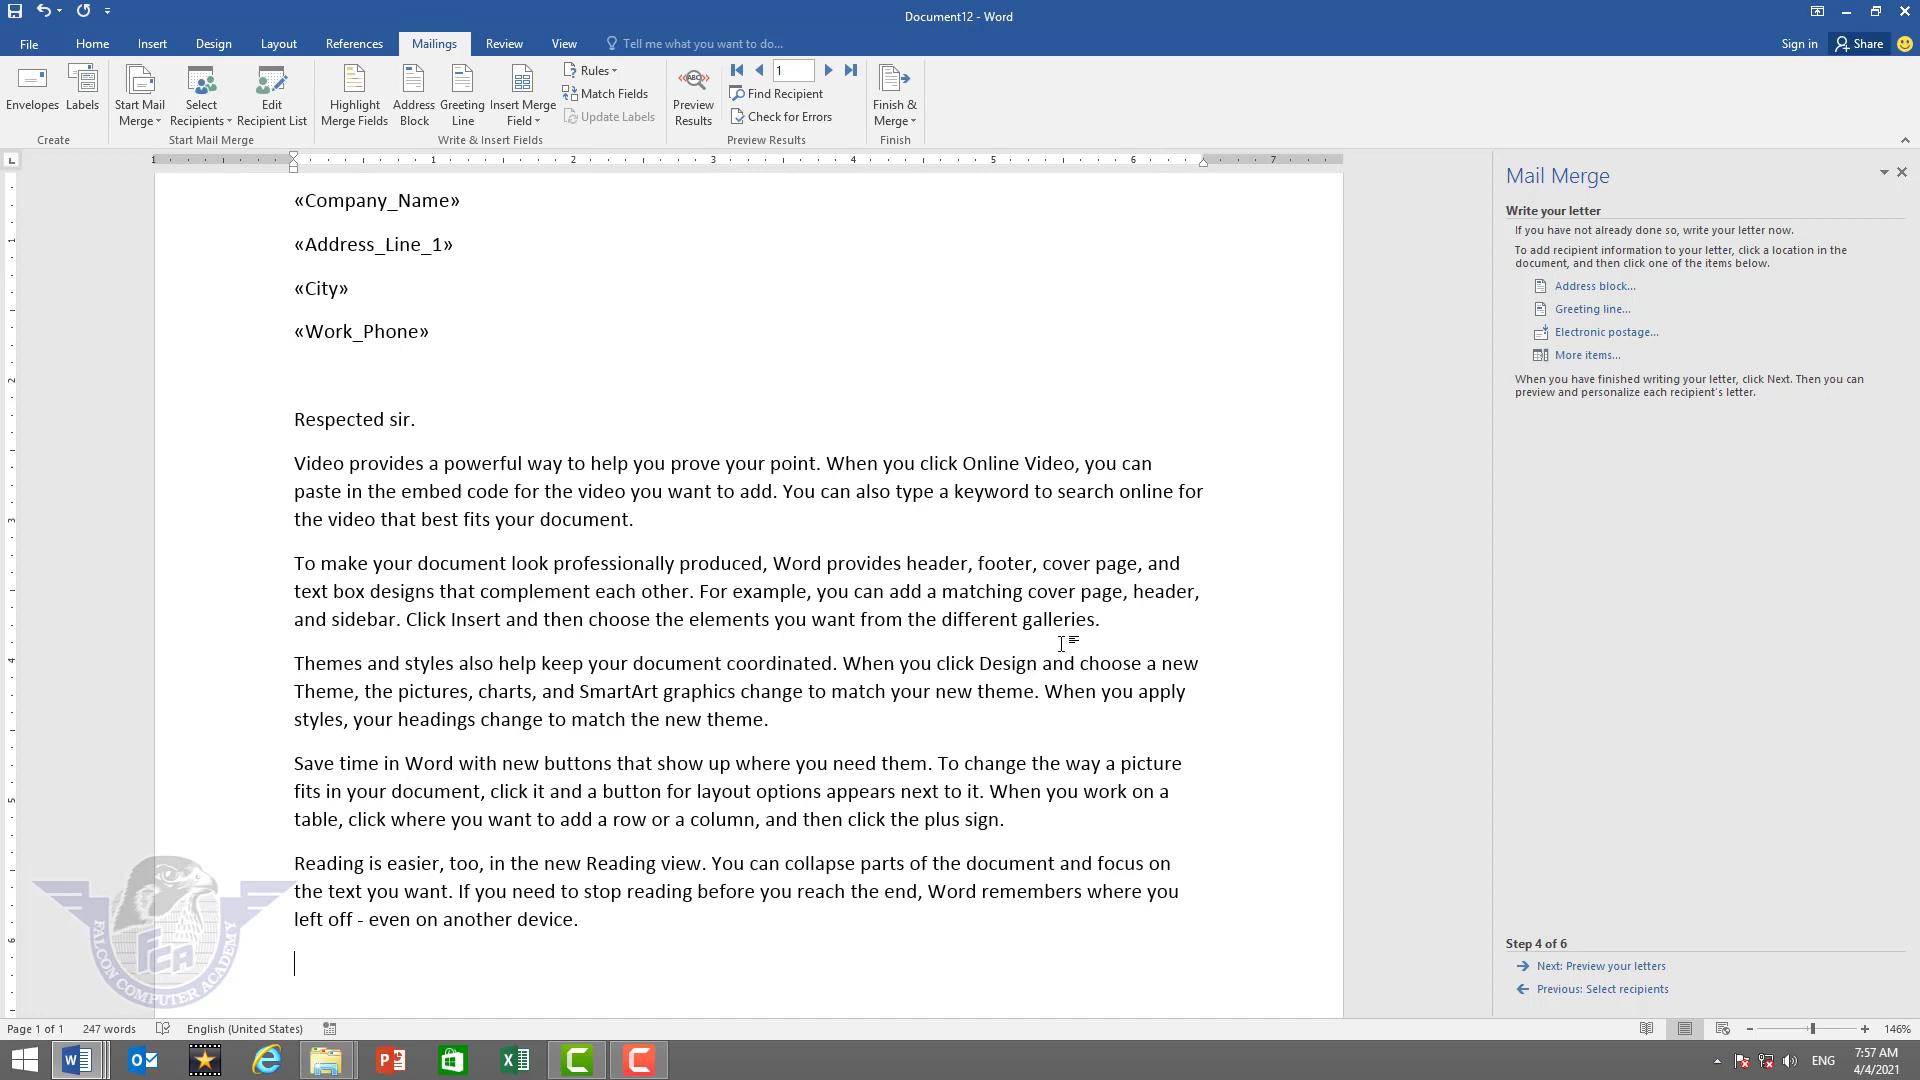 Document12 - Word
File
Home
Insert
Design
Layout
References
Mailings
Review
View
Tell me what you want to do...
Sign in
Share
Envelopes
Labels
Start Mail
Merge
Select
Recipients
Edit
Recipient List
Highlight
Merge Fields
Address
Block
Greeting
Line
Insert Merge
Field
Rules
Match Fields
Update Labels
ABC
Preview
Results
1
Find Recipient
Check for Errors
Finish &
Merge
Create
Start Mail Merge
Write & Insert Fields
Preview Results
Finish
1 1 2 3 4 5 6 7
1
2
3
4
5
6
«Company_Name»
«Address_Line_1»
«City»
«Work_Phone»
Respected sir.
Video provides a powerful way to help you prove your point. When you click Online Video, you can
paste in the embed code for the video you want to add. You can also type a keyword to search online for
the video that best fits your document.
To make your document look professionally produced, Word provides header, footer, cover page, and
text box designs that complement each other. For example, you can add a matching cover page, header,
and sidebar. Click Insert and then choose the elements you want from the different galleries.
Themes and styles also help keep your document coordinated. When you click Design and choose a new
Theme, the pictures, charts, and SmartArt graphics change to match your new theme. When you apply
styles, your headings change to match the new theme.
Save time in Word with new buttons that show up where you need them. To change the way a picture
fits in your document, click it and a button for layout options appears next to it. When you work on a
table, click where you want to add a row or a column, and then click the plus sign.
Reading is easier, too, in the new Reading view. You can collapse parts of the document and focus on
the text you want. If you need to stop reading before you reach the end, Word remembers where you
left off - even on another device.
FCA
FALCON COMPUTER ACADEMY
Mail Merge
Write your letter
If you have not already done so, write your letter now.
To add recipient information to your letter, click a location in the
document, and then click one of the items below.
Address block...
Greeting line...
Electronic postage...
More items...
When you have finished writing your letter, click Next. Then you can
preview and personalize each recipient's letter.
Step 4 of 6
Next: Preview your letters
Previous: Select recipients
Page 1 of 1
247 words
English (United States)
146%
ENG
7:57 AM
4/4/2021